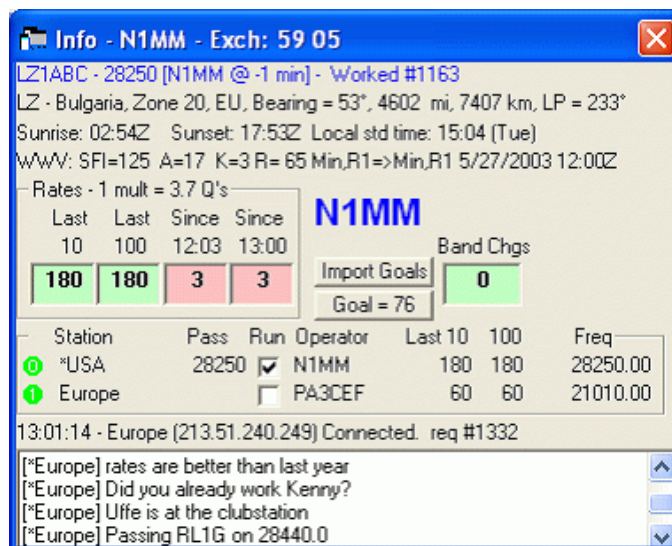 Info - N1MM - Exch: 59 05
LZ1ABC - 28250 [N1MM @ -1 min] - Worked #1163
LZ - Bulgaria, Zone 20, EU, Bearing = 53°, 4602 mi, 7407 km, LP = 233°
Sunrise: 02:54Z Sunset: 17:53Z Local std time: 15:04 (Tue)
WWV: SFI=125 A=17 K=3 R= 65 Min,R1=>Min,R1 5/27/2003 12:00Z
Rates - 1 mult = 3.7 Q's
Last Last Since Since
10 100 12:03 13:00
180 180 3 3
N1MM
Band Chgs
Import Goals
0
Goal = 76
Station Pass Run Operator Last 10 100 Freq
0 *USA 28250 N1MM 180 180 28250.00
1 Europe PA3CEF 60 60 21010.00
13:01:14 - Europe (213.51.240.249) Connected. req #1332
[*Europe] rates are better than last year
[*Europe] Did you already work Kenny?
[*Europe] Uffe is at the clubstation
[*Europe] Passing RL1G on 28440.0